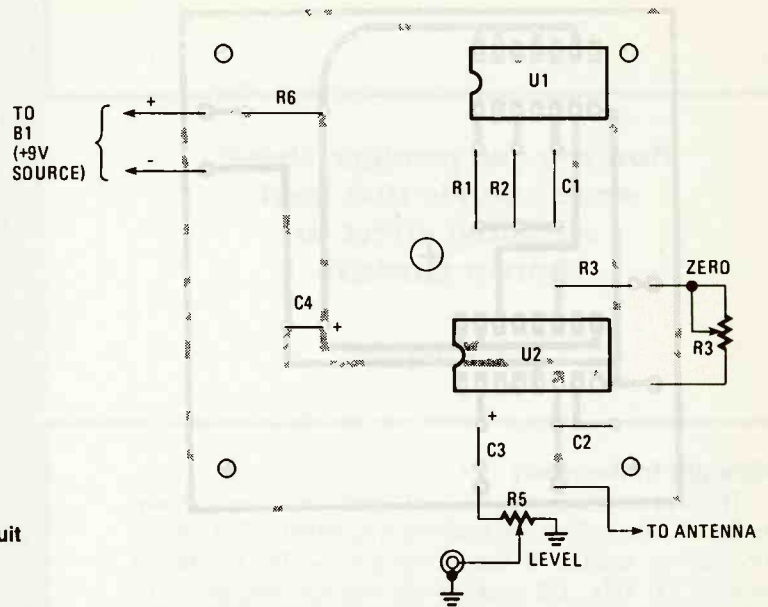 U1
+
R6
TO
B1
(+9V
SOURCE)
-
R1 R2 C1
R3
ZERO
C4
+
U2
R3
+
C3
C2
R5
uit
TO ANTENNA
LEVEL